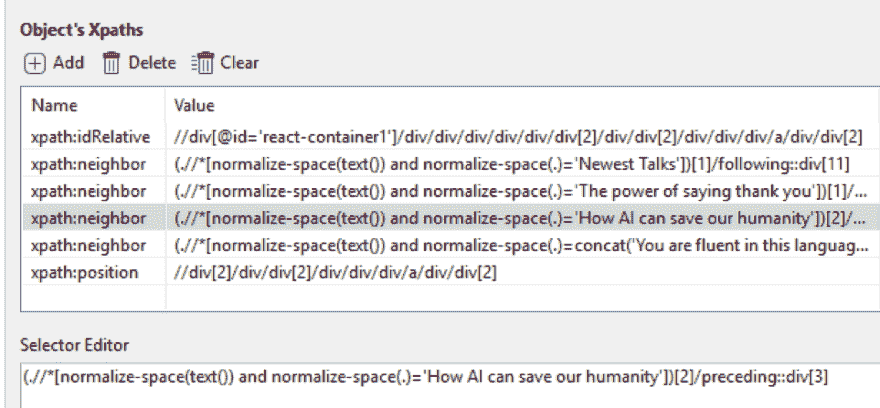 Object's Xpaths
Add Delete Clear
Name Value
xpath:idRelative //div[@id='react-container1']/div/div/div/div/div/div[2]/div/div[2]/div/div/div/a/div/div[2]
xpath:neighbor (.//*[normalize-space(text()) and normalize-space(.)='Newest Talks'])[1]/following::div[11]
xpath:neighbor (.//*[normalize-space(text()) and normalize-space(.)='The power of saying thank you'])[1]/...
xpath:neighbor (.//*[normalize-space(text()) and normalize-space(.)='How AI can save our humanity'])[2]/...
xpath:neighbor (.//*[normalize-space(text()) and normalize-space(.)=concat('You are fluent in this languag...
xpath:position //div[2]/div/div[2]/div/div/div/a/div/div[2]
Selector Editor
(.//*[normalize-space(text()) and normalize-space(.)='How AI can save our humanity'])[2]/preceding::div[3]